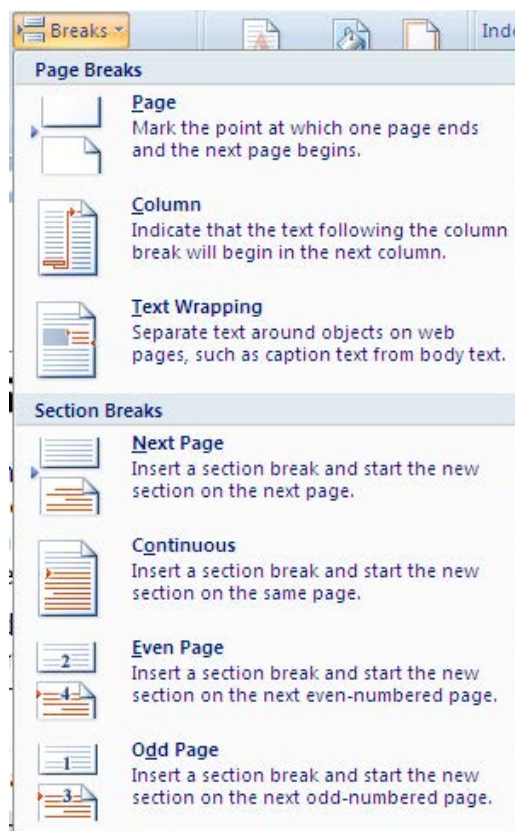 Breaks
Inde
Page Breaks
Page
Mark the point at which one page ends
and the next page begins.
Column
Indicate that the text following the column
break will begin in the next column.
Text Wrapping
Separate text around objects on web
pages, such as caption text from body text.
Section Breaks
Next Page
Insert a section break and start the new
section on the next page.
Continuous
Insert a section break and start the new
section on the same page.
2
Even Page
Insert a section break and start the new
4
section on the next even-numbered page.
1
Odd Page
Insert a section break and start the new
3
section on the next odd-numbered page.